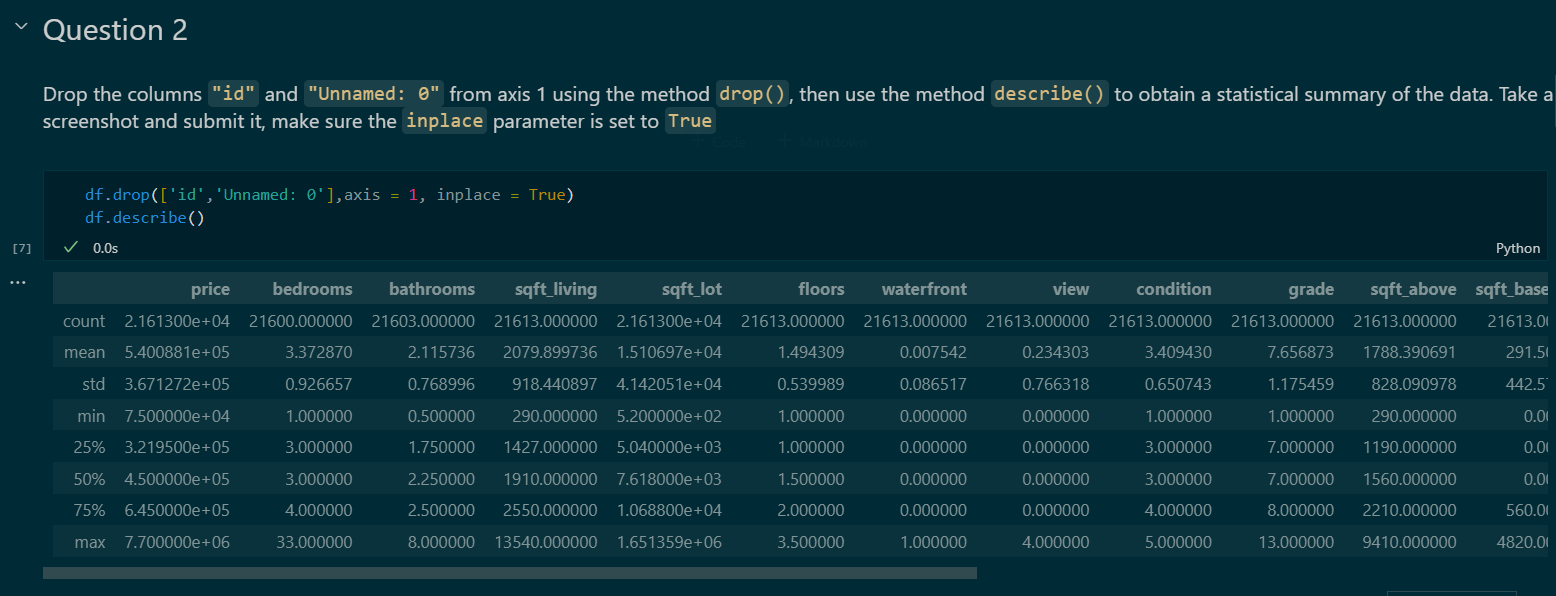 Question 2
Drop the columns "id" and "Unnamed: 0" from axis 1 using the method drop(), then use the method describe() to obtain a statistical summary of the data. Take a
screenshot and submit it, make sure the inplace parameter is set to True
df.drop(['id','Unnamed: 0'],axis = 1, inplace = True)
df.describe()
[7] 0.0s Python
price bedrooms bathrooms sqft_living sqft_lot floors waterfront view condition grade sqft_above sqft_base
count 2.161300e+04 21600.000000 21603.000000 21613.000000 2.161300e+04 21613.000000 21613.000000 21613.000000 21613.000000 21613.000000 21613.000000 21613.0
mean 5.400881e+05 3.372870 2.115736 2079.899736 1.510697e+04 1.494309 0.007542 0.234303 3.409430 7.656873 1788.390691 291.5
std 3.671272e+05 0.926657 0.768996 918.440897 4.142051e+04 0.539989 0.086517 0.766318 0.650743 1.175459 828.090978 442.5
min 7.500000e+04 1.000000 0.500000 290.000000 5.200000e+02 1.000000 0.000000 0.000000 1.000000 1.000000 290.000000 0.0
25% 3.219500e+05 3.000000 1.750000 1427.000000 5.040000e+03 1.000000 0.000000 0.000000 3.000000 7.000000 1190.000000 0.0
50% 4.500000e+05 3.000000 2.250000 1910.000000 7.618000e+03 1.500000 0.000000 0.000000 3.000000 7.000000 1560.000000 0.0
75% 6.450000e+05 4.000000 2.500000 2550.000000 1.068800e+04 2.000000 0.000000 0.000000 4.000000 8.000000 2210.000000 560.0
max 7.700000e+06 33.000000 8.000000 13540.000000 1.651359e+06 3.500000 1.000000 4.000000 5.000000 13.000000 9410.000000 4820.0